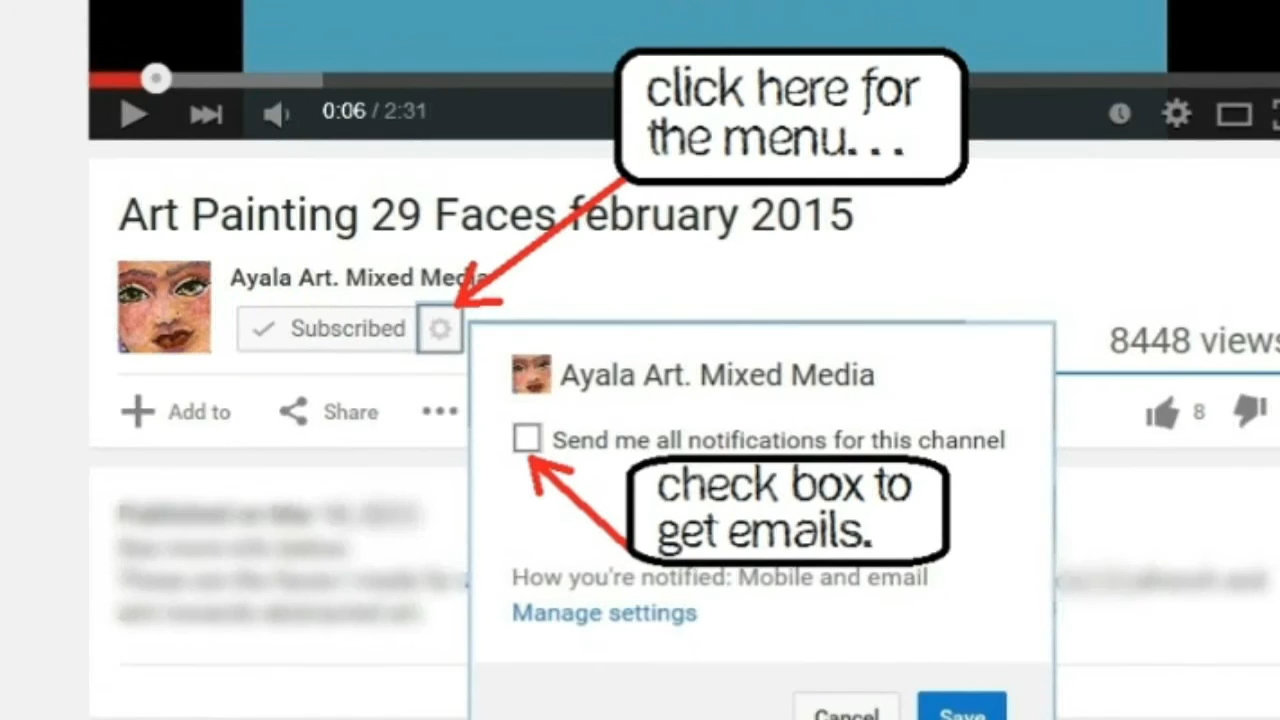 click here for
the menu...
0:06 / 2:31
Art Painting 29 Faces february 2015
Ayala Art. Mixed Media
Subscribed
8448 views
Ayala Art. Mixed Media
Add to
Share
8
Send me all notifications for this channel
check box to
get emails.
How you're notified: Mobile and email
Manage settings
Cancel
Save